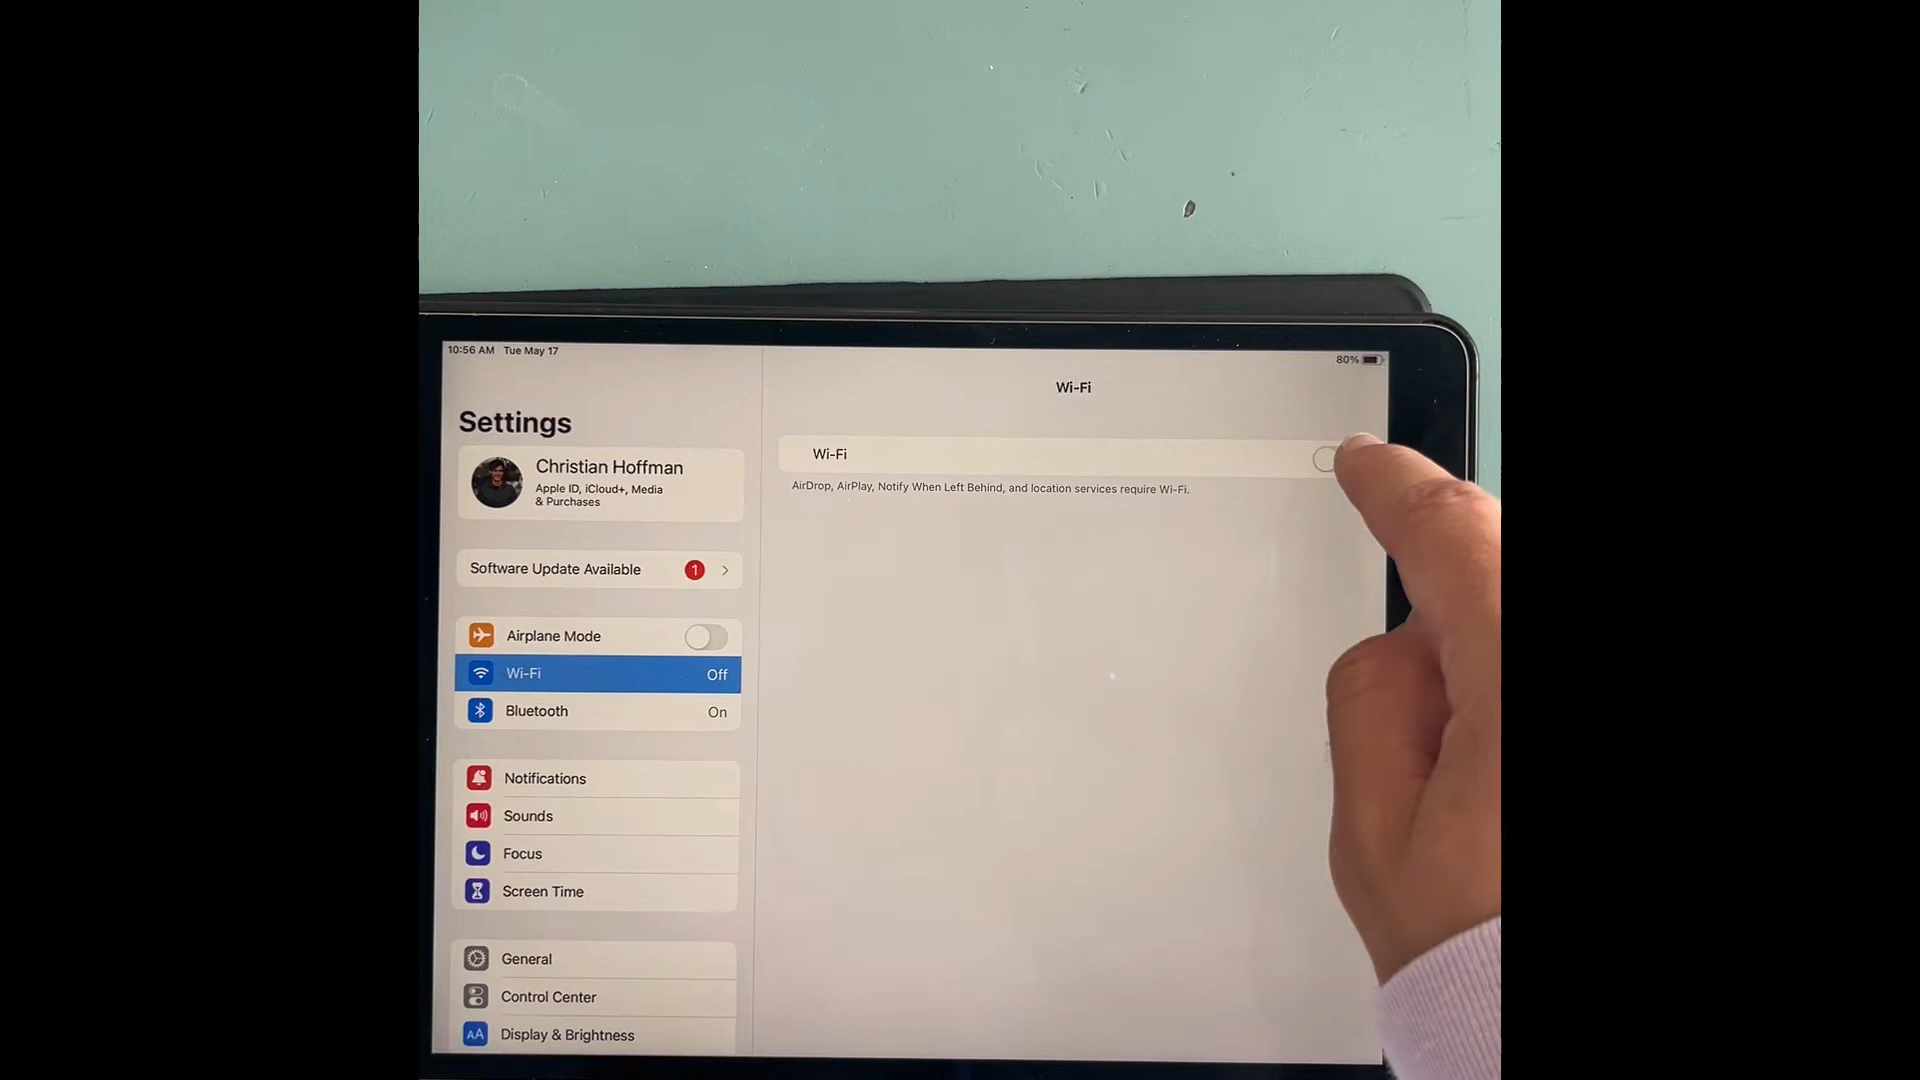 10:56 AM Tue May 17
80%
Settings
Christian Hoffman
Apple ID, iCloud+, Media
& Purchases
Software Update Available 1
Airplane Mode
Wi-Fi Off
Bluetooth On
Notifications
Sounds
Focus
Screen Time
General
Control Center
AA Display & Brightness
Wi-Fi
Wi-Fi
AirDrop, AirPlay, Notify When Left Behind, and location services require Wi-Fi.